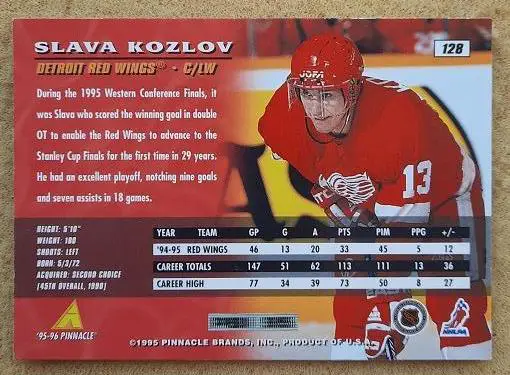 SLAVA KOZLOV
128
DETROIT RED WINGS® · C/LW
During the 1995 Western Conference Finals, it
was Slava who scored the winning goal in double
OT to enable the Red Wings to advance to the
Stanley Cup Finals for the first time in 29 years.
He had an excellent playoff, notching nine goals
and seven assists in 18 games.
JOFA
13
HEIGHT: 5'10"
WEIGHT: 180
SHOOTS: LEFT
BORN: 5/3/72
ACQUIRED: SECOND CHOICE
(45TH OVERALL, 1990)
YEAR TEAM GP G A PTS PIM PPG +/-
'94-95 RED WINGS 46 13 20 33 45 5 12
CAREER TOTALS 147 51 62 113 111 13 36
CAREER HIGH 77 34 39 73 50 8 27
'95-96 PINNACLE®
©1995 PINNACLE BRANDS, INC., PRODUCT OF U.S.A.
NHLPA